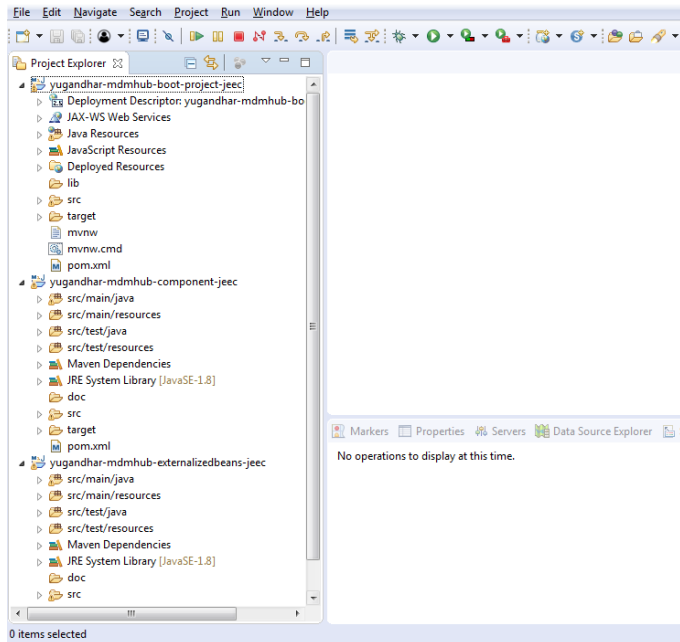 File Edit Navigate Search Project Run Window Help
Project Explorer
yugandhar-mdmhub-boot-project-jeec
Deployment Descriptor: yugandhar-mdmhub-bo
JAX-WS Web Services
Java Resources
JavaScript Resources
Deployed Resources
lib
src
target
mvnw
mvnw.cmd
pom.xml
yugandhar-mdmhub-component-jeec
src/main/java
src/main/resources
src/test/java
src/test/resources
Maven Dependencies
JRE System Library [JavaSE-1.8]
doc
src
target
pom.xml
yugandhar-mdmhub-externalizedbeans-jeec
src/main/java
src/main/resources
src/test/java
src/test/resources
Maven Dependencies
JRE System Library [JavaSE-1.8]
doc
src
Markers Properties Servers Data Source Explorer
No operations to display at this time.
0 items selected